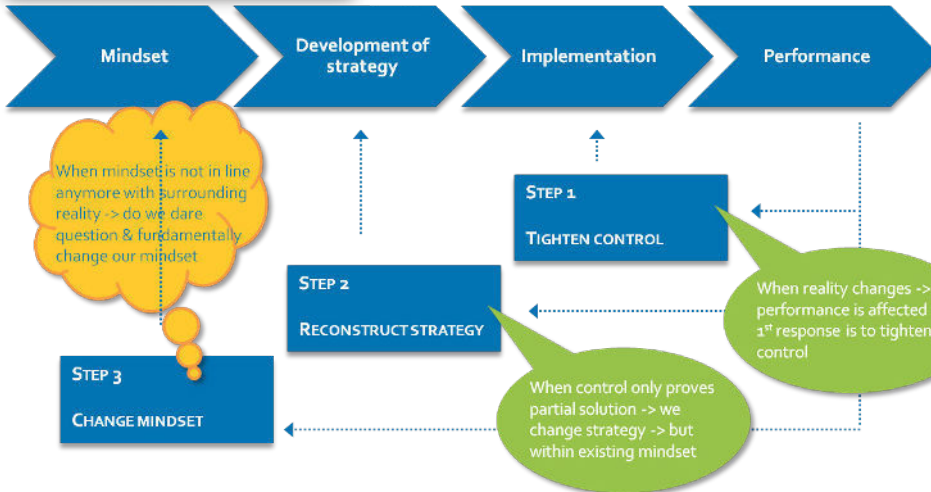 Mindset
Development of
strategy
Implementation
Performance
When mindset is not in line
anymore with surrounding
reality -> do we dare
question & fundamentally
change our mindset
STEP 1
TIGHTEN CONTROL
When reality changes ->
performance is affected
1st response is to tighten
control
STEP 2
RECONSTRUCT STRATEGY
When control only proves
partial solution -> we
change strategy -> but
within existing mindset
STEP 3
CHANGE MINDSET